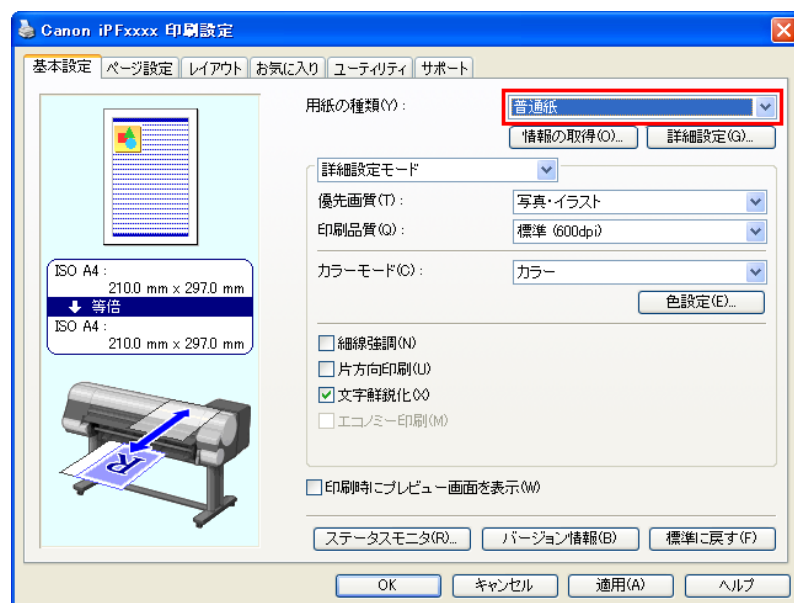 Canon iPFxxxx 印刷設定
基本設定 ページ設定 レイアウト お気に入り ユーティリティ サポート
用紙の種類(Y) : 普通紙
情報の取得(O)... 詳細設定(G)...
詳細設定モード
優先画質(T) : 写真・イラスト
印刷品質(Q) : 標準 (600dpi)
カラーモード(C) : カラー
色設定(E)...
ISO A4 :
210.0 mm x 297.0 mm
等倍
ISO A4 :
210.0 mm x 297.0 mm
細線強調(N)
片方向印刷(U)
文字鮮鋭化(X)
エコノミー印刷(M)
印刷時にプレビュー画面を表示(W)
ステータスモニタ(R)... バージョン情報(B) 標準に戻す(F)
OK キャンセル 適用(A) ヘルプ
R